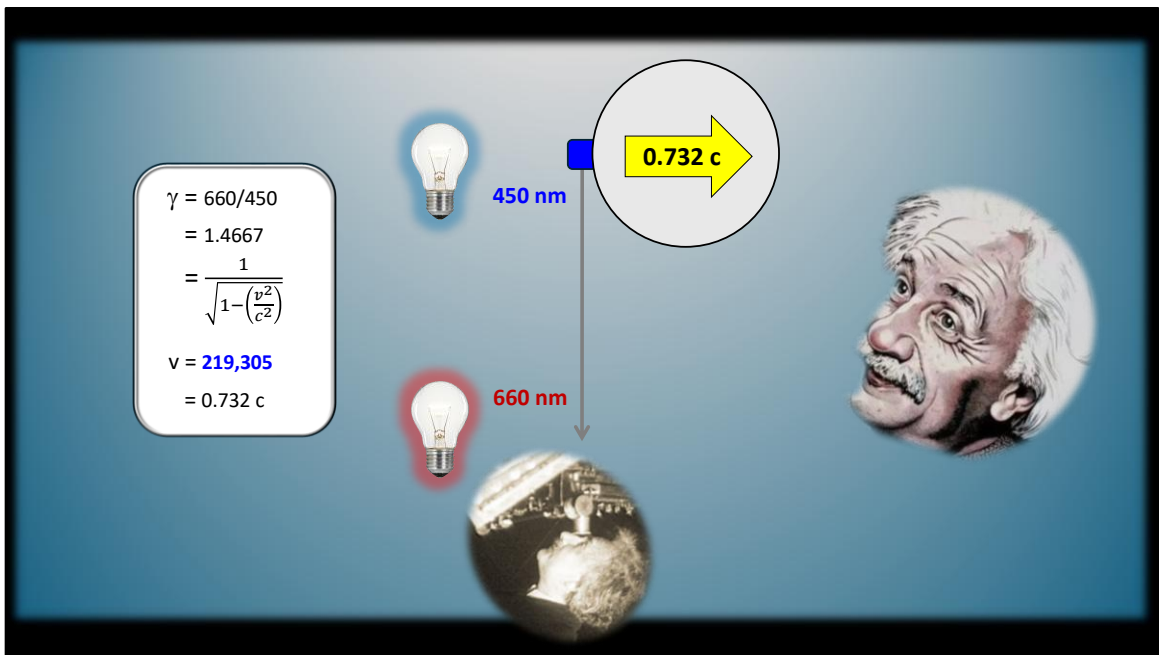 γ = 660/450
= 1.4667
= 1/√(1−(v²/c²))
v = 219,305
= 0.732 c
450 nm
0.732 c
660 nm